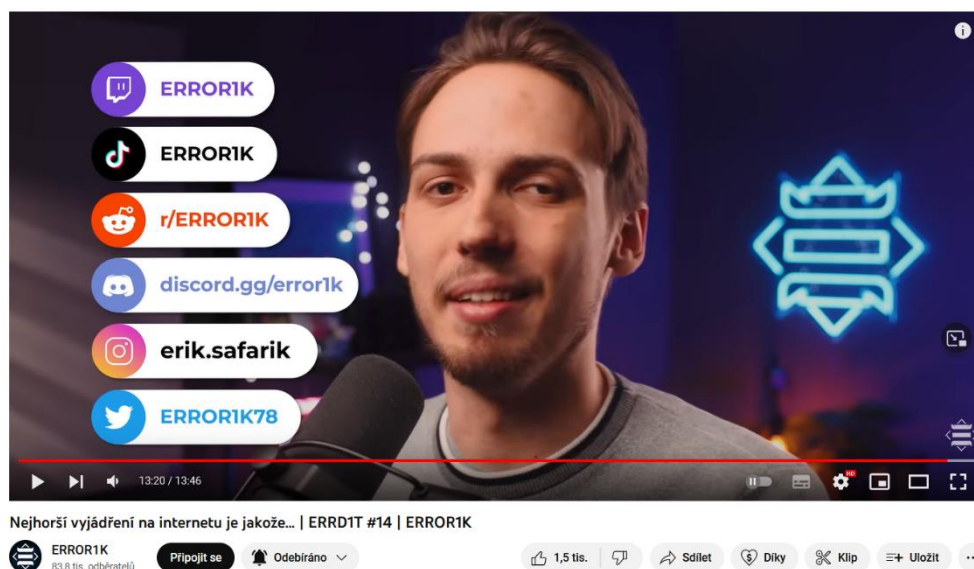 ERROR1K
ERROR1K
r/ERROR1K
discord.gg/error1k
erik.safarik
ERROR1K78
13:20 / 13:46
HD
Nejhorší vyjádření na internetu je jakože... | ERRD1T #14 | ERROR1K
ERROR1K
83,8 tis. odběratelů
Připojit se
Odebíráno
1,5 tis.
Sdílet
Díky
Klip
Uložit